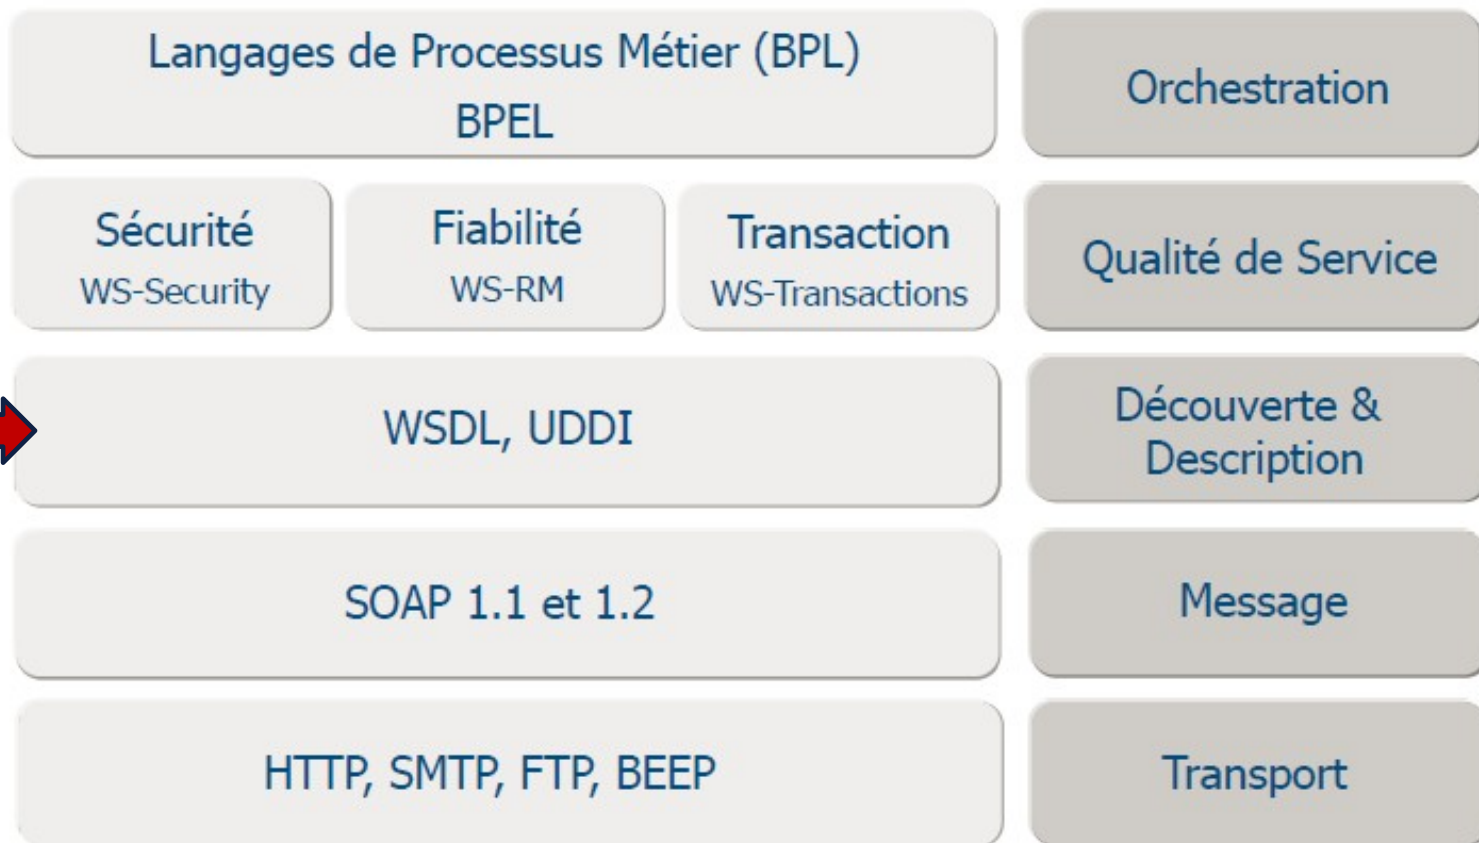 Langages de Processus Métier (BPL)
BPEL
Orchestration
Sécurité
WS-Security
Fiabilité
WS-RM
Transaction
WS-Transactions
Qualité de Service
WSDL, UDDI
Découverte &
Description
SOAP 1.1 et 1.2
Message
HTTP, SMTP, FTP, BEEP
Transport